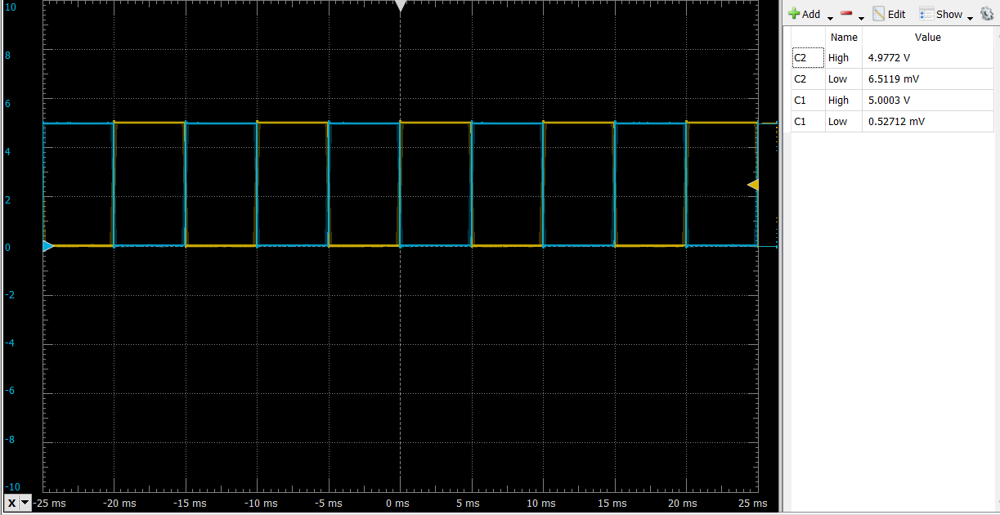 10
8
6
4
2
0
-2
-4
-6
-8
-10
X
-25 ms -20 ms -15 ms -10 ms -5 ms 0 ms 5 ms 10 ms 15 ms 20 ms 25 ms
Add Edit Show
Name Value
C2 High 4.9772 V
C2 Low 6.5119 mV
C1 High 5.0003 V
C1 Low 0.52712 mV